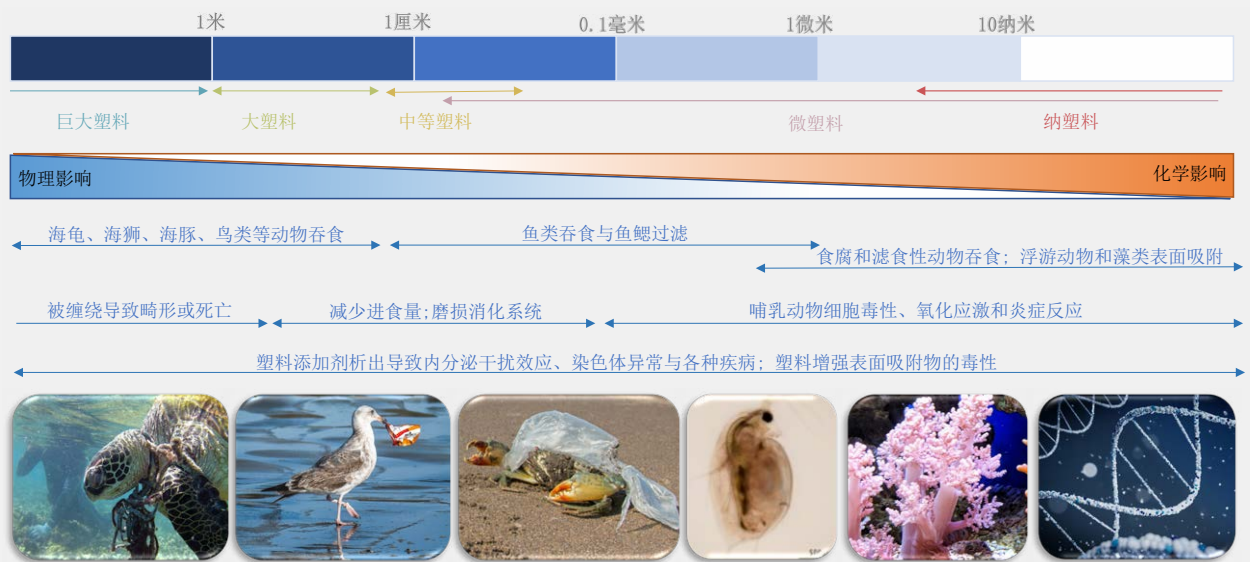 1米
1厘米
0.1毫米
1微米
10纳米
巨大塑料
大塑料
中等塑料
微塑料
纳塑料
物理影响
化学影响
海龟、海狮、海豚、鸟类等动物吞食
鱼类吞食与鱼鳃过滤
食腐和滤食性动物吞食；浮游动物和藻类表面吸附
被缠绕导致畸形或死亡
减少进食量;磨损消化系统
哺乳动物细胞毒性、氧化应激和炎症反应
塑料添加剂析出导致内分泌干扰效应、染色体异常与各种疾病；塑料增强表面吸附物的毒性